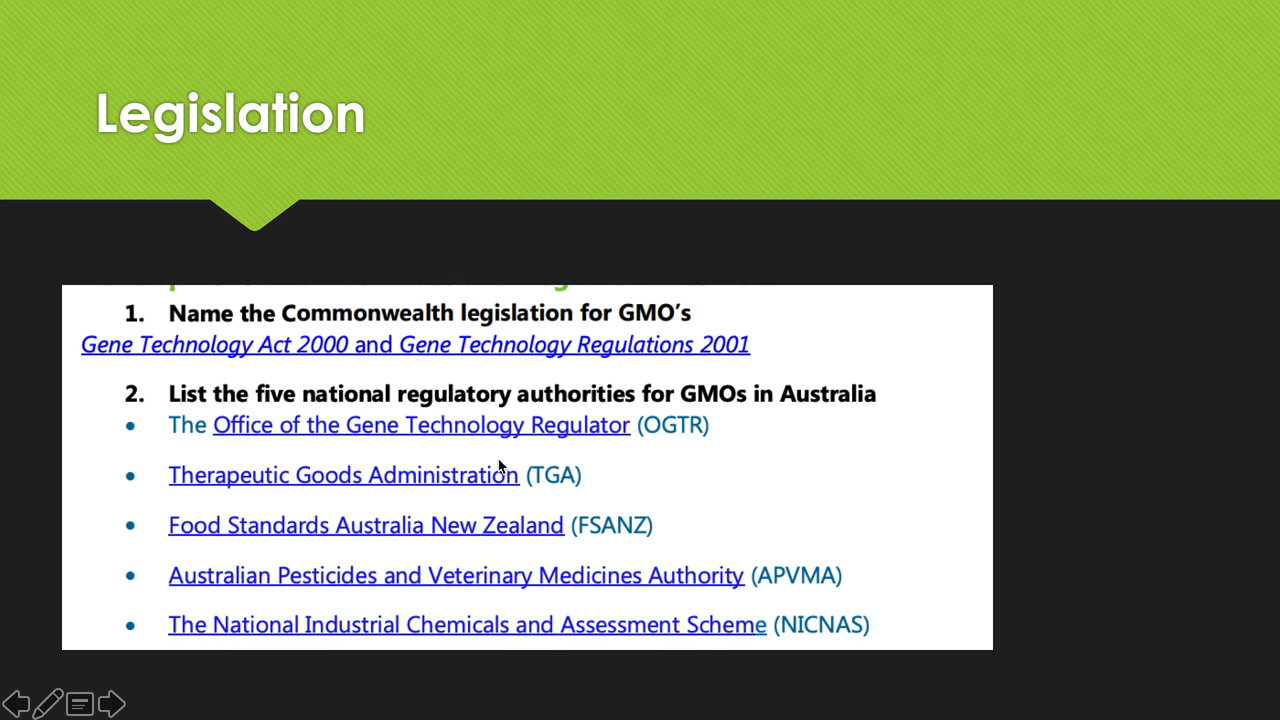 Legislation
1. Name the Commonwealth legislation for GMO's
Gene Technology Act 2000 and Gene Technology Regulations 2001
2. List the five national regulatory authorities for GMOs in Australia
• The Office of the Gene Technology Regulator (OGTR)
• Therapeutic Goods Administration (TGA)
• Food Standards Australia New Zealand (FSANZ)
• Australian Pesticides and Veterinary Medicines Authority (APVMA)
• The National Industrial Chemicals and Assessment Scheme (NICNAS)